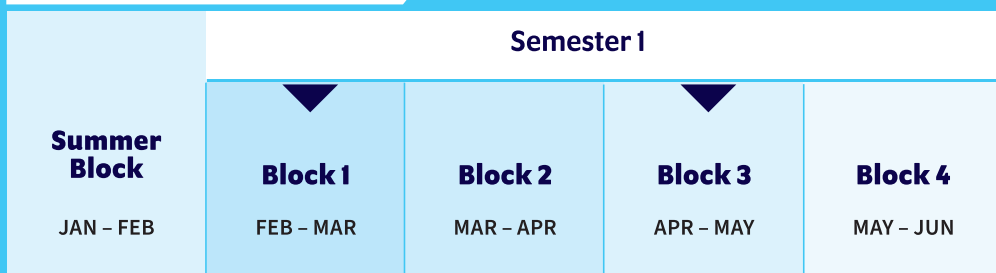 Semester 1
Summer
Block
JAN – FEB
Block 1
FEB – MAR
Block 2
MAR – APR
Block 3
APR – MAY
Block 4
MAY – JUN